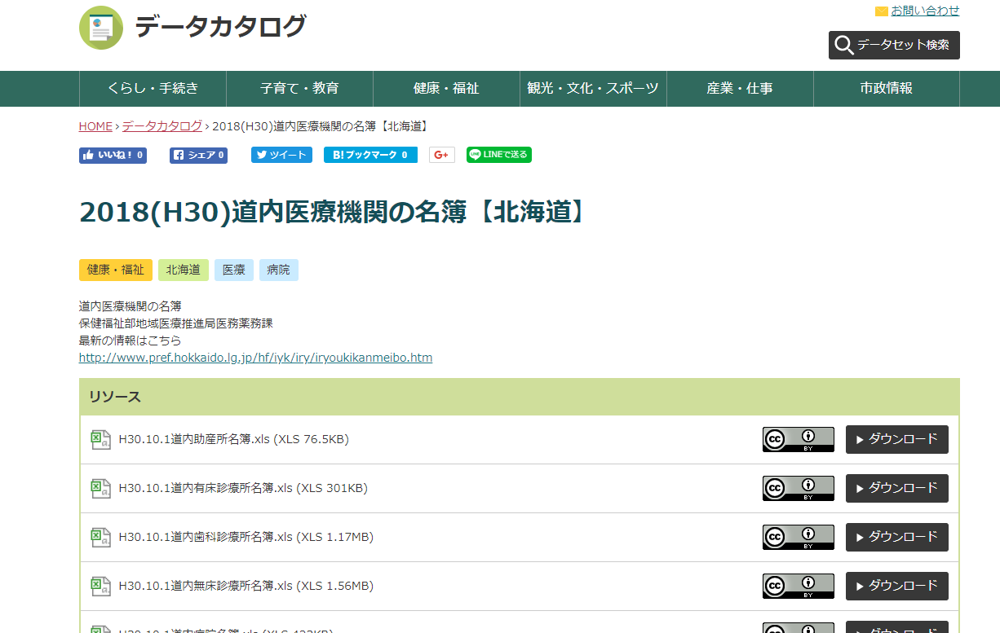 データカタログ
お問い合わせ
データセット検索
くらし・手続き 子育て・教育 健康・福祉 観光・文化・スポーツ 産業・仕事 市政情報
HOME › データカタログ › 2018(H30)道内医療機関の名簿【北海道】
いいね！ 0 シェア 0 ツイート B!ブックマーク 0 G+ LINEで送る
2018(H30)道内医療機関の名簿【北海道】
健康・福祉 北海道 医療 病院
道内医療機関の名簿
保健福祉部地域医療推進局医務薬務課
最新の情報はこちら
http://www.pref.hokkaido.lg.jp/hf/iyk/iry/iryoukikanmeibo.htm
リソース
H30.10.1道内助産所名簿.xls (XLS 76.5KB) cc BY ダウンロード
H30.10.1道内有床診療所名簿.xls (XLS 301KB) cc BY ダウンロード
H30.10.1道内歯科診療所名簿.xls (XLS 1.17MB) cc BY ダウンロード
H30.10.1道内無床診療所名簿.xls (XLS 1.56MB) cc BY ダウンロード